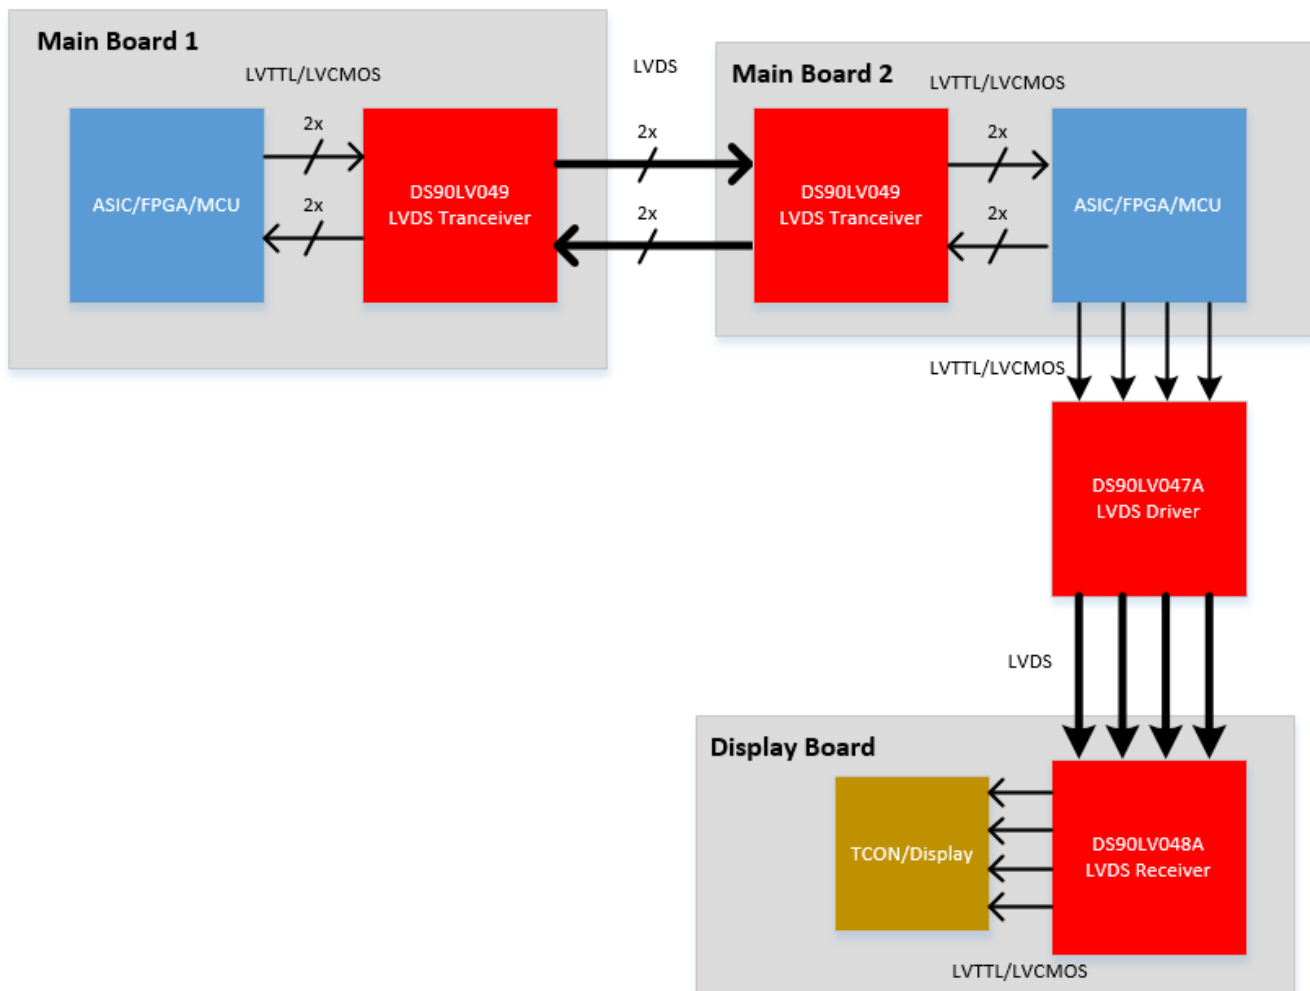 Main Board 1
LVTTL/LVCMOS
2x
2x
ASIC/FPGA/MCU
DS90LV049
LVDS Tranceiver
LVDS
2x
2x
Main Board 2
LVTTL/LVCMOS
DS90LV049
LVDS Tranceiver
2x
2x
ASIC/FPGA/MCU
LVTTL/LVCMOS
DS90LV047A
LVDS Driver
LVDS
Display Board
TCON/Display
DS90LV048A
LVDS Receiver
LVTTL/LVCMOS